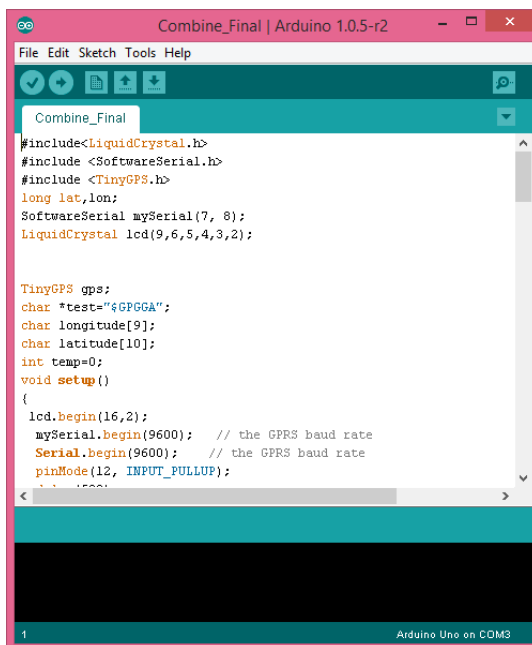 Combine_Final | Arduino 1.0.5-r2
File Edit Sketch Tools Help
Combine_Final
#include<LiquidCrystal.h>
#include <SoftwareSerial.h>
#include <TinyGPS.h>
long lat,lon;
SoftwareSerial mySerial(7, 8);
LiquidCrystal lcd(9,6,5,4,3,2);
TinyGPS gps;
char *test="$GPGGA";
char longitude[9];
char latitude[10];
int temp=0;
void setup()
{
lcd.begin(16,2);
mySerial.begin(9600); // the GPRS baud rate
Serial.begin(9600); // the GPRS baud rate
pinMode(12, INPUT_PULLUP);
1 Arduino Uno on COM3